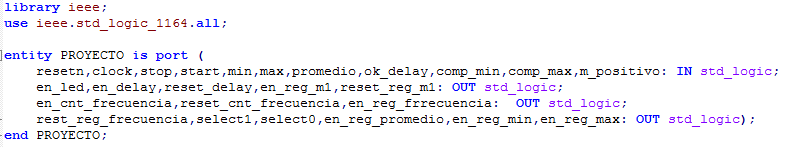 library ieee;
use ieee.std_logic_1164.all;
entity PROYECTO is port (
resetn,clock,stop,start,min,max,promedio,ok_delay,comp_min,comp_max,m_positivo: IN std_logic;
en_led,en_delay,reset_delay,en_reg_m1,reset_reg_m1: OUT std_logic;
en_cnt_frecuencia,reset_cnt_frecuencia,en_reg_frrecuencia: OUT std_logic;
rest_reg_frecuencia,select1,select0,en_reg_promedio,en_reg_min,en_reg_max: OUT std_logic);
end PROYECTO;